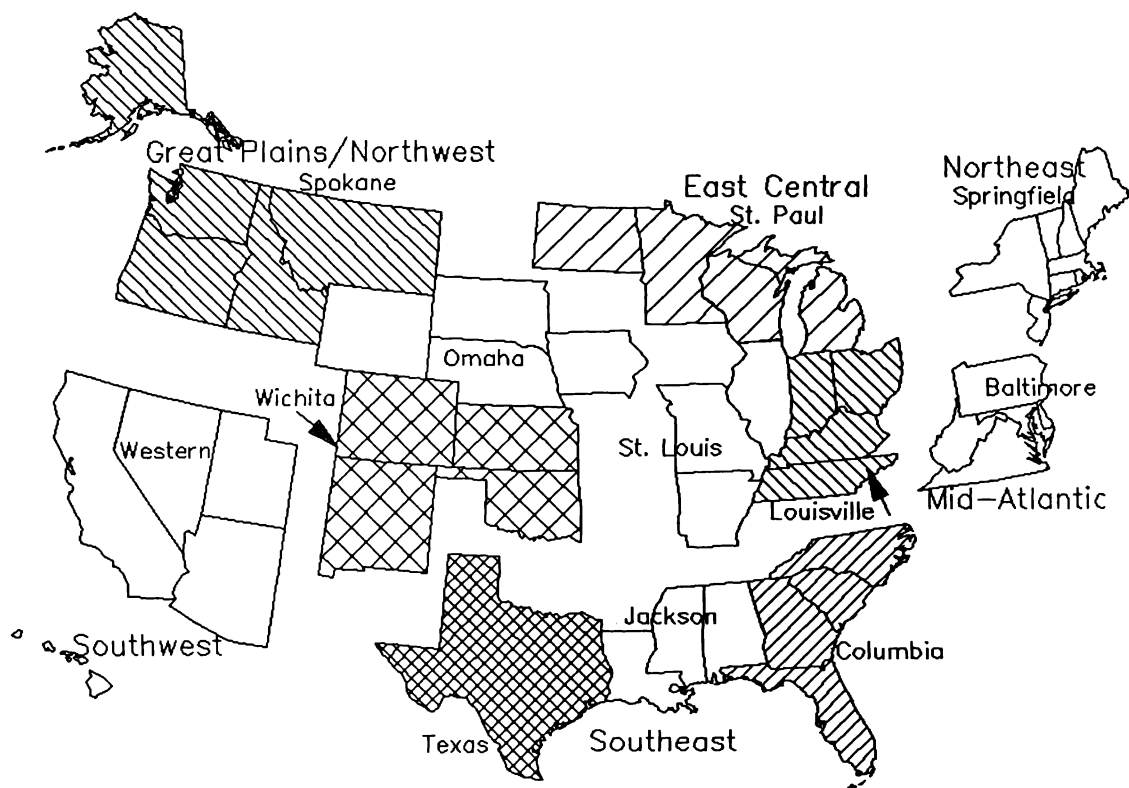 Great Plains/Northwest
Spokane
East Central
St. Paul
Northeast
Springfield
Omaha
Wichita
Baltimore
Western
St. Louis
Mid-Atlantic
Louisville
Jackson
Columbia
Southwest
Texas
Southeast